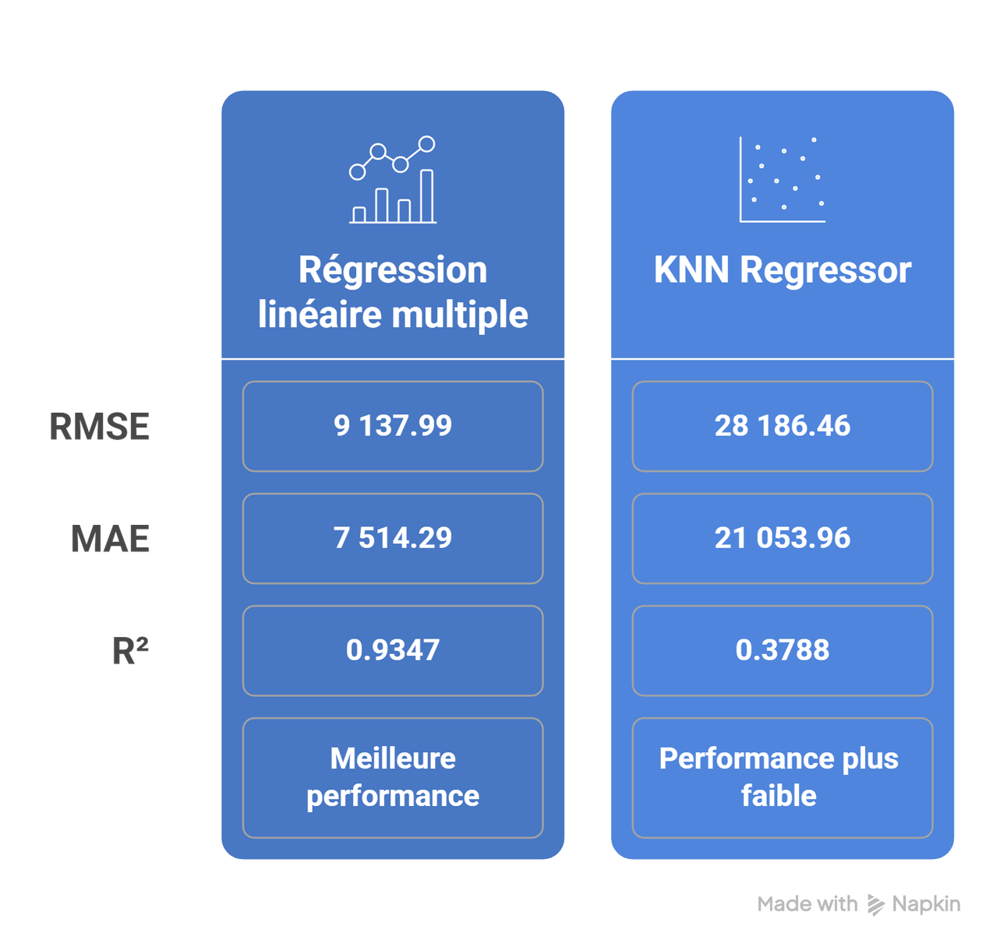 Régression
linéaire multiple
KNN Regressor
RMSE
9 137.99
28 186.46
MAE
7 514.29
21 053.96
R²
0.9347
0.3788
Meilleure
performance
Performance plus
faible
Made with Napkin